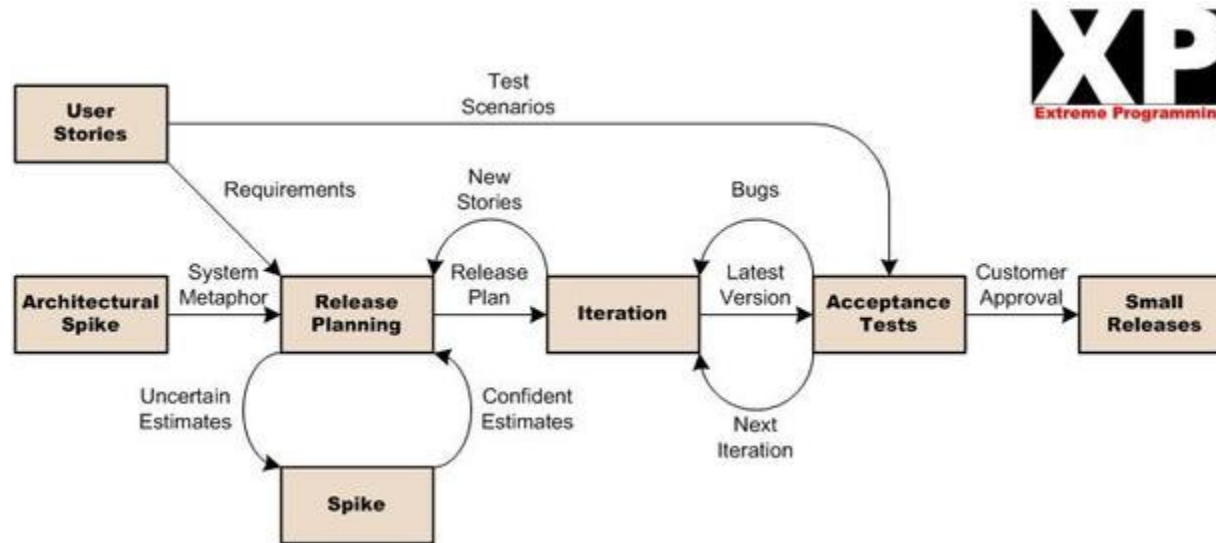 XP
Extreme Programmin
User
Stories
Test
Scenarios
Requirements
New
Stories
Bugs
Architectural
Spike
System
Metaphor
Release
Planning
Release
Plan
Iteration
Latest
Version
Acceptance
Tests
Customer
Approval
Small
Releases
Uncertain
Estimates
Confident
Estimates
Next
Iteration
Spike